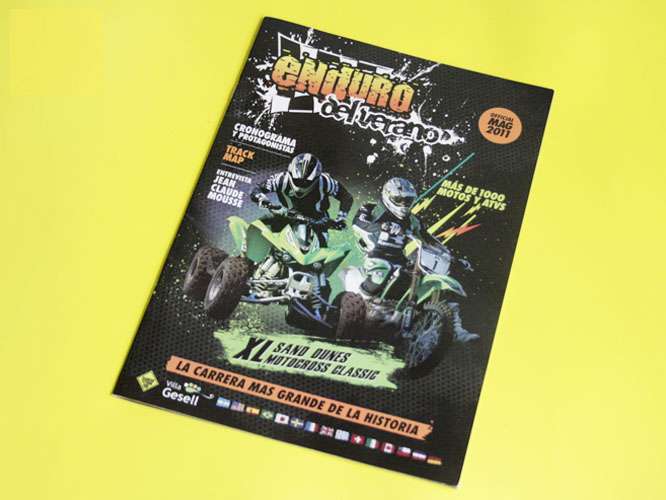 enduro
del verano
OFFICIAL
MAG
2011
CRONOGRAMA
Y PROTAGONISTAS
TRACK
MAP
ENTREVISTA
JEAN
CLAUDE
MOUSSE
MÁS DE 1000
MOTOS Y ATVS
XL SAND DUNES
MOTOCROSS CLASSIC
LA CARRERA MAS GRANDE DE LA HISTORIA
Villa
Gesell